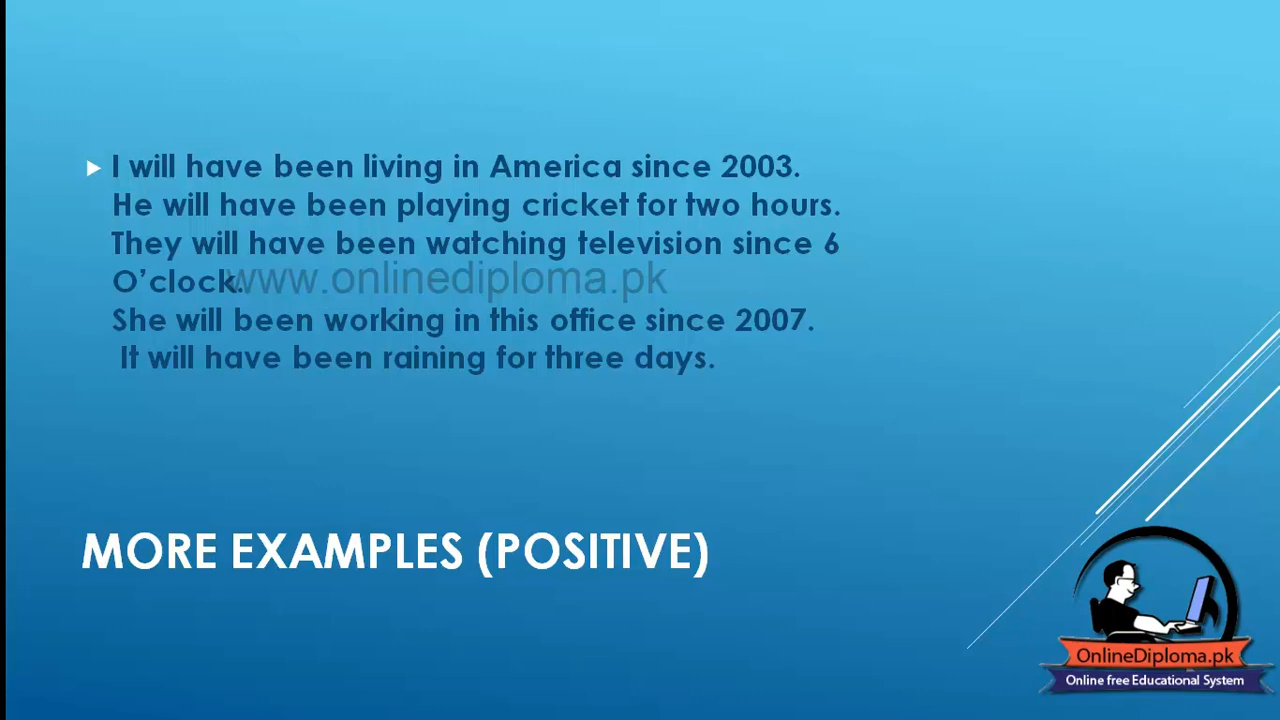 I will have been living in America since 2003.
He will have been playing cricket for two hours.
They will have been watching television since 6
O’clock.
www.onlinediploma.pk
She will been working in this office since 2007.
It will have been raining for three days.
MORE EXAMPLES (POSITIVE)
OnlineDiploma.pk
Online free Educational System